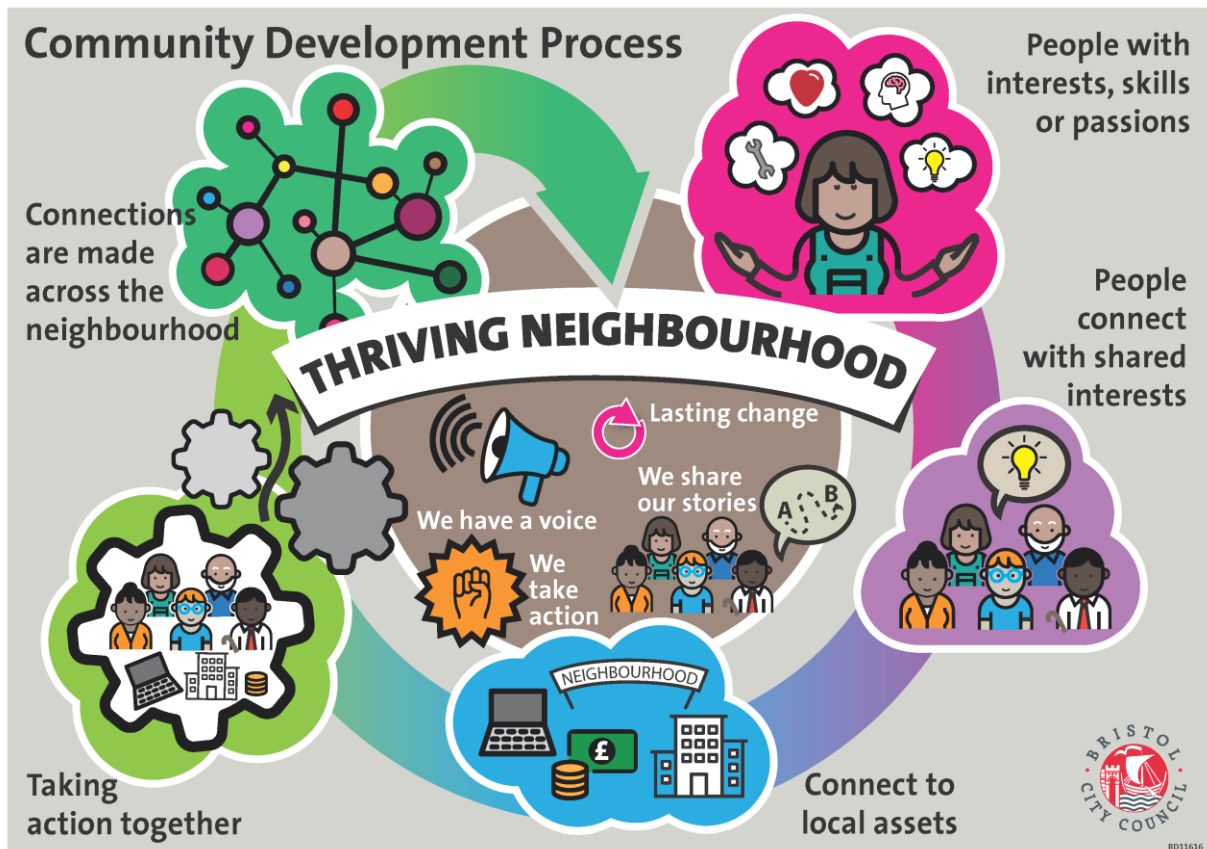 Community Development Process
People with
interests, skills
or passions
People
connect
with shared
interests
Connect to
local assets
Taking
action together
Connections
are made
across the
neighbourhood
THRIVING NEIGHBOURHOOD
Lasting change
We share
our stories
A B
We have a voice
We
take
action
NEIGHBOURHOOD
£
BRISTOL
CITY COUNCIL
BD11616